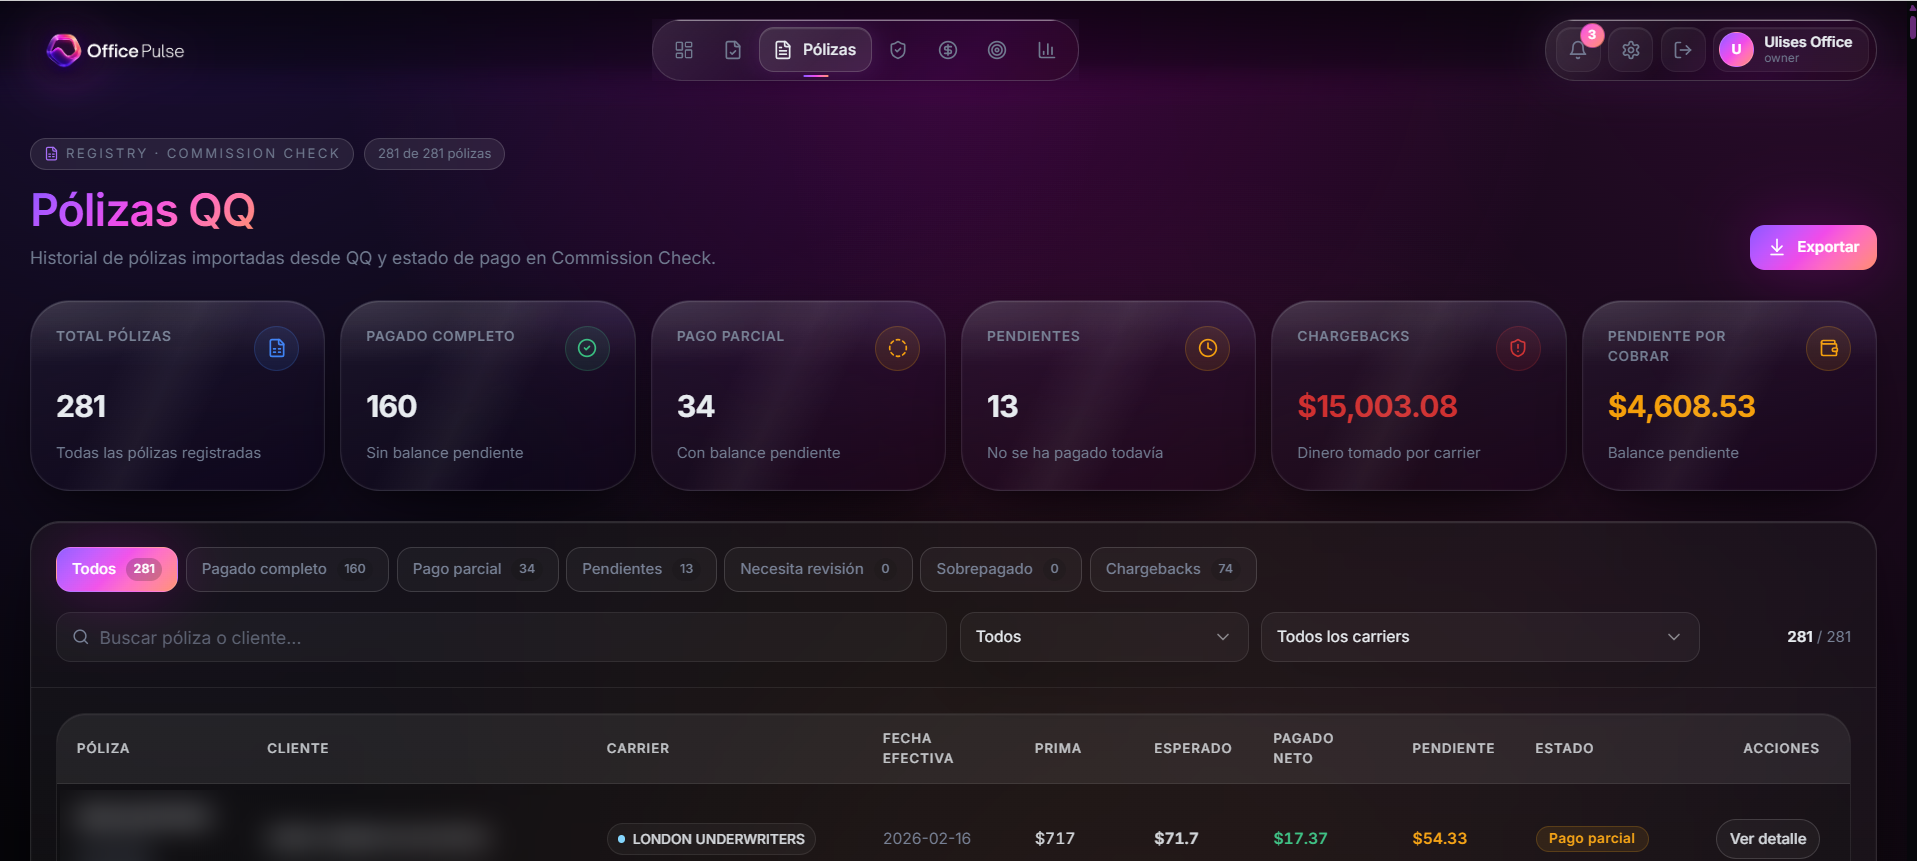 OfficePulse
Pólizas
3
U
Ulises Office
owner
REGISTRY · COMMISSION CHECK
281 de 281 pólizas
Pólizas QQ
Historial de pólizas importadas desde QQ y estado de pago en Commission Check.
Exportar
TOTAL PÓLIZAS
281
Todas las pólizas registradas
PAGADO COMPLETO
160
Sin balance pendiente
PAGO PARCIAL
34
Con balance pendiente
PENDIENTES
13
No se ha pagado todavía
CHARGEBACKS
$15,003.08
Dinero tomado por carrier
PENDIENTE POR
COBRAR
$4,608.53
Balance pendiente
Todos 281
Pagado completo 160
Pago parcial 34
Pendientes 13
Necesita revisión 0
Sobrepagado 0
Chargebacks 74
Buscar póliza o cliente...
Todos
Todos los carriers
281 / 281
PÓLIZA
CLIENTE
CARRIER
FECHA
EFECTIVA
PRIMA
ESPERADO
PAGADO
NETO
PENDIENTE
ESTADO
ACCIONES
LONDON UNDERWRITERS
2026-02-16
$717
$71.7
$17.37
$54.33
Pago parcial
Ver detalle